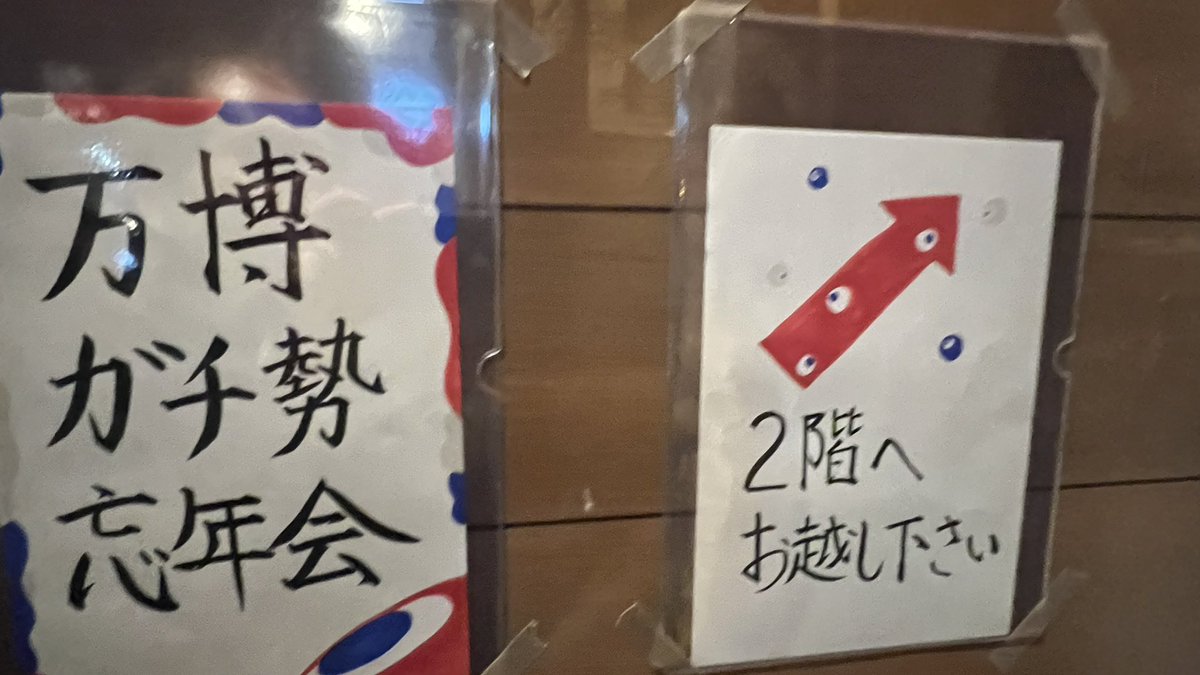 万博
ガチ勢
忘年会
2階へ
お越し下さい